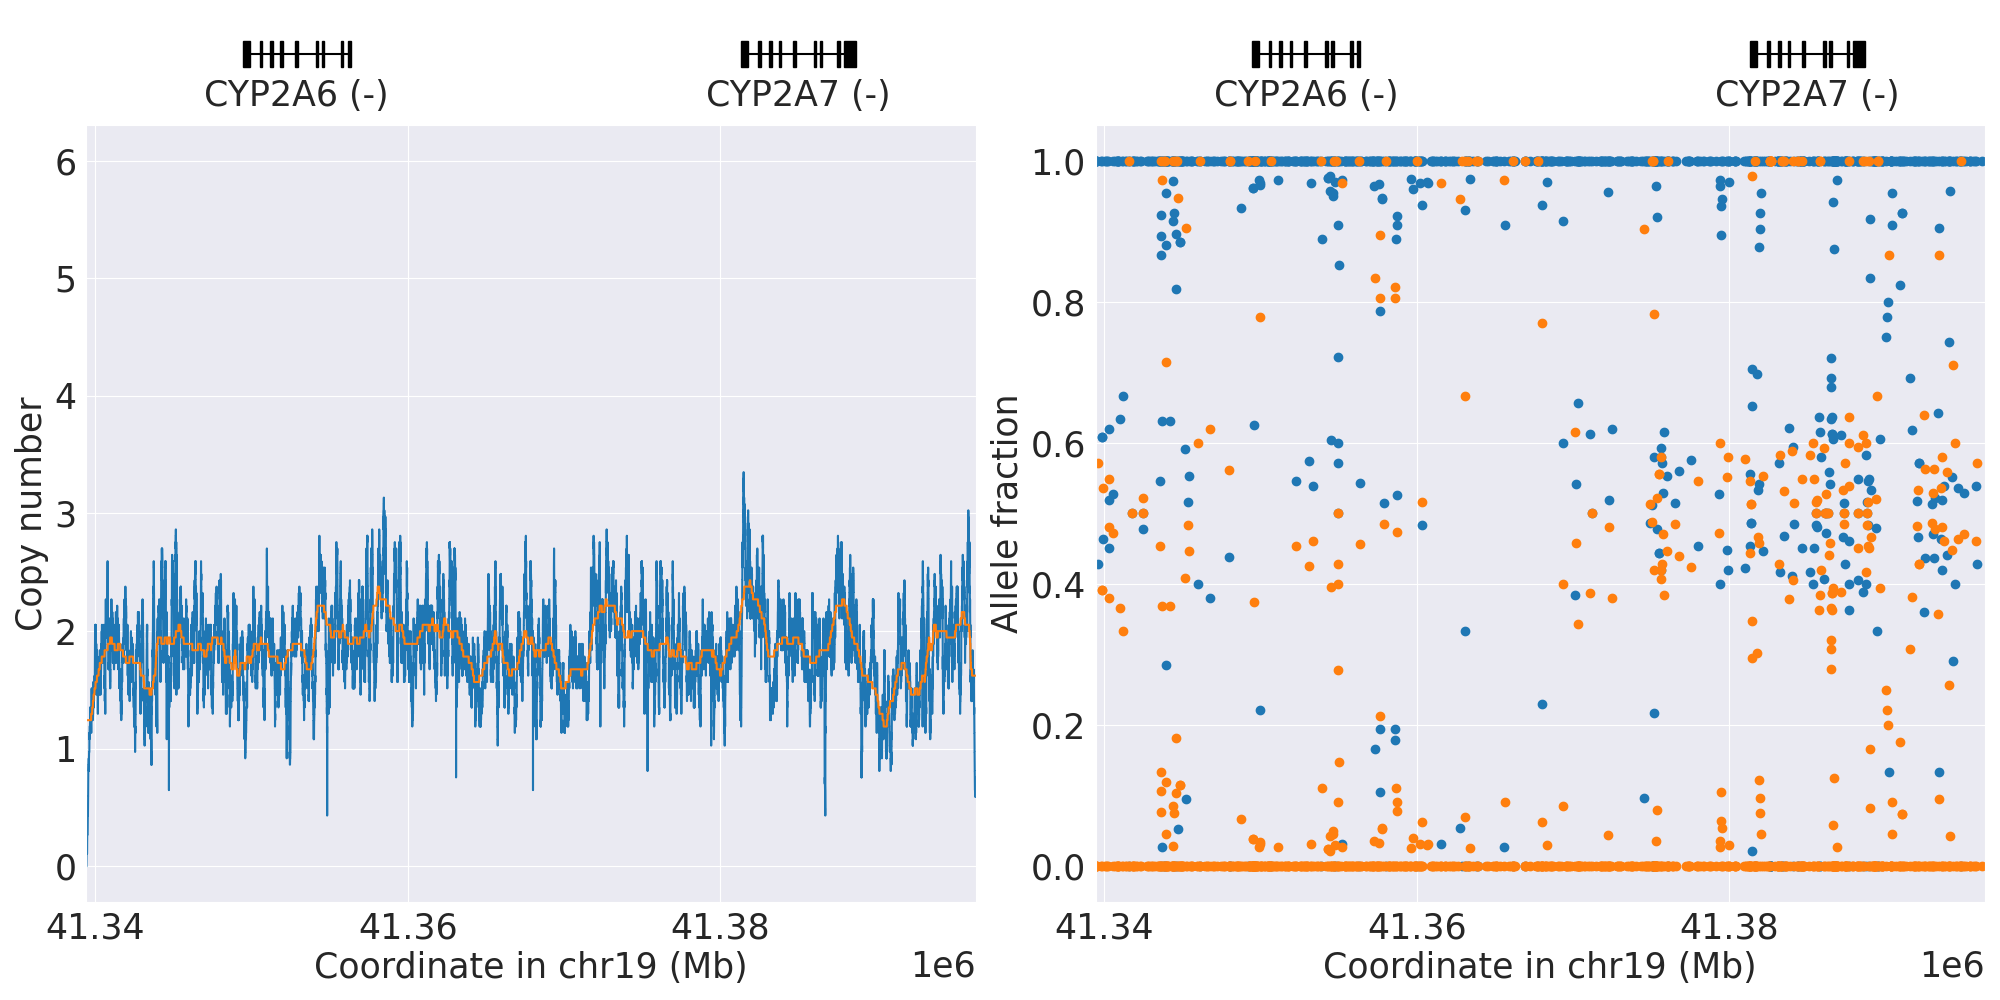 CYP2A6 (-) CYP2A7 (-)
6
5
4
3
2
1
0
Copy number
41.34 41.36 41.38
Coordinate in chr19 (Mb) 1e6
CYP2A6 (-) CYP2A7 (-)
1.0
0.8
0.6
0.4
0.2
0.0
Allele fraction
41.34 41.36 41.38
Coordinate in chr19 (Mb) 1e6